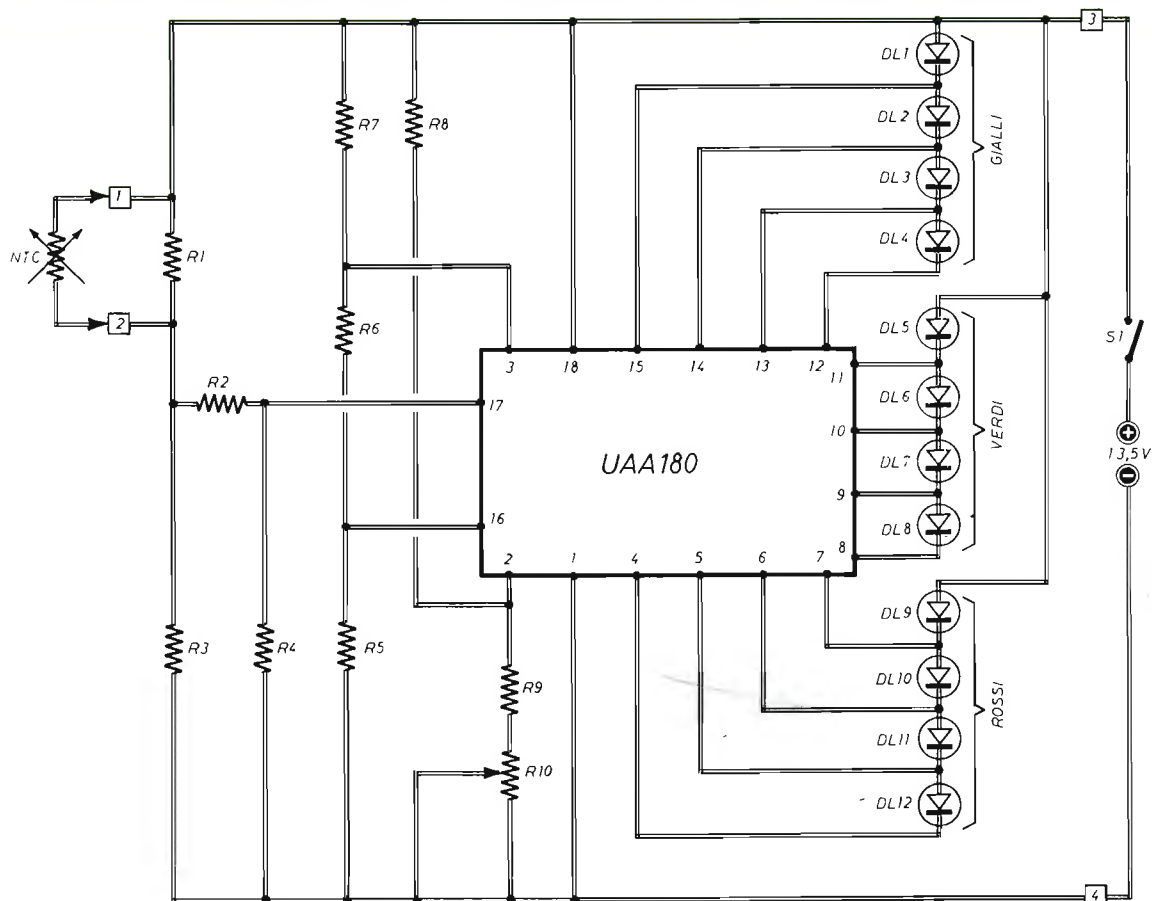 3
DL1
R7
R8
DL2
GIALLI
DL3
1
NTC
R1
DL4
2
DL5
R6
S1
3
18
15
14
13
12
11
R2
17
DL6
VERDI
10
13,5V
UAA180
DL7
9
16
DL8
8
2
1
4
5
6
7
DL9
R3
R4
R5
DL10
R9
ROSSI
DL11
R10
DL12
4